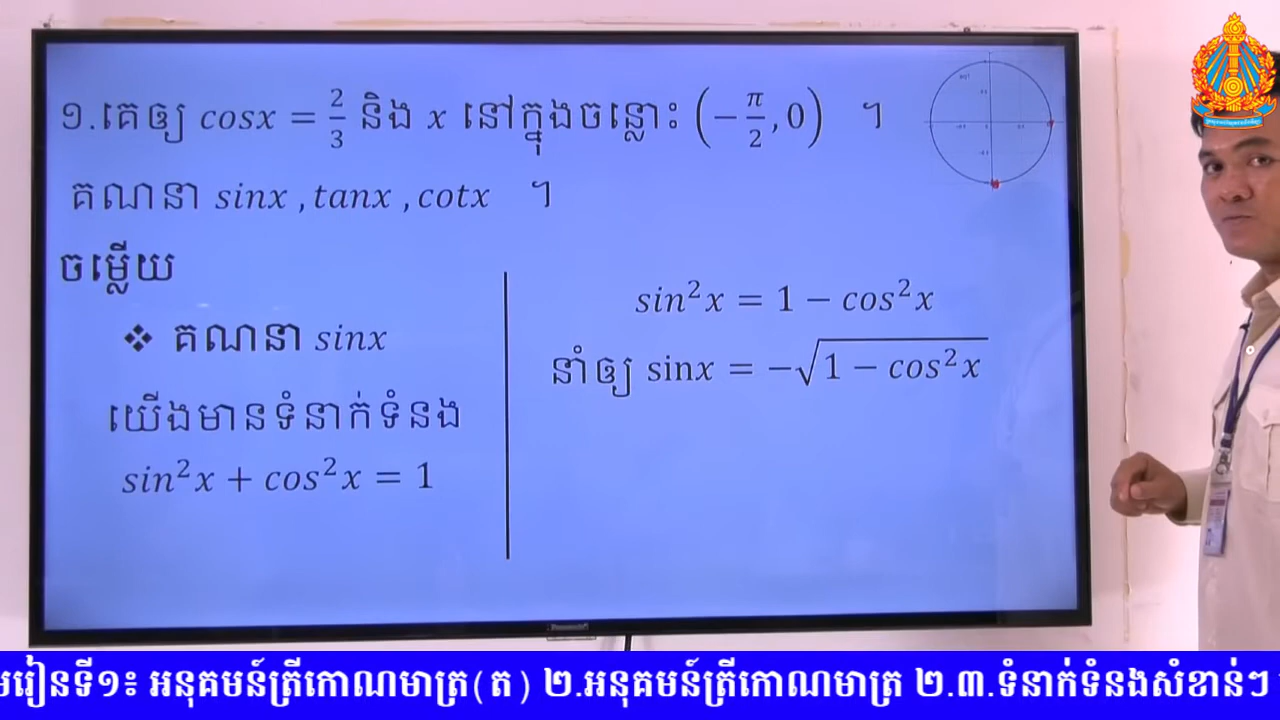 ១.គេឲ្យ cosx = 2/3 និង x នៅក្នុងចន្លោះ (−π/2, 0) ។
គណនា sinx , tanx , cotx ។
ចម្លើយ
❖ គណនា sinx
យើងមានទំនាក់ទំនង
sin²x + cos²x = 1
sin²x = 1 − cos²x
នាំឲ្យ sinx = −√(1 − cos²x)
មេរៀនទី១៖ អនុគមន៍ត្រីកោណមាត្រ(ត) ២.អនុគមន៍ត្រីកោណមាត្រ ២.៣.ទំនាក់ទំនងសំខាន់ៗ